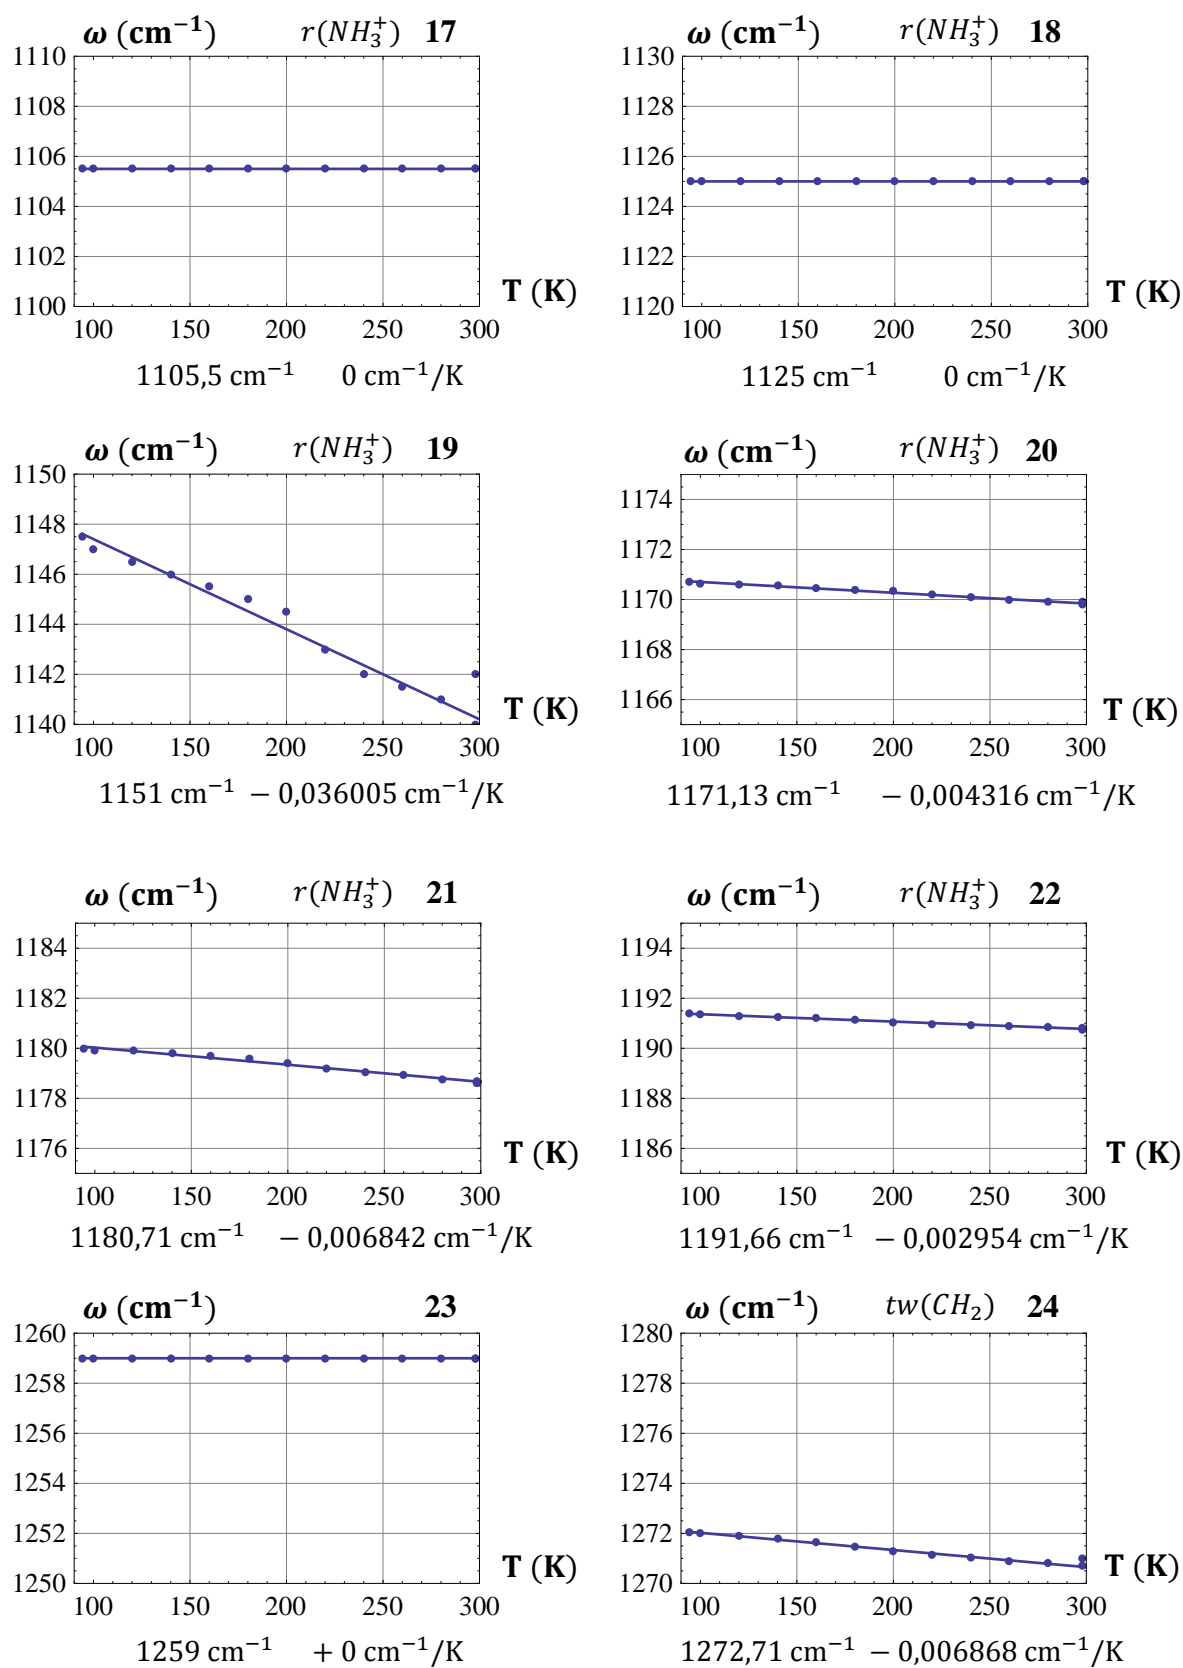 ω (cm⁻¹) r(NH₃⁺) 17
1110
1108
1106
1104
1102
1100
T (K)
100 150 200 250 300
1105,5 cm⁻¹ 0 cm⁻¹/K
ω (cm⁻¹) r(NH₃⁺) 18
1130
1128
1126
1124
1122
1120
T (K)
100 150 200 250 300
1125 cm⁻¹ 0 cm⁻¹/K
ω (cm⁻¹) r(NH₃⁺) 19
1150
1148
1146
1144
1142
1140
T (K)
100 150 200 250 300
1151 cm⁻¹ − 0,036005 cm⁻¹/K
ω (cm⁻¹) r(NH₃⁺) 20
1174
1172
1170
1168
1166
T (K)
100 150 200 250 300
1171,13 cm⁻¹ − 0,004316 cm⁻¹/K
ω (cm⁻¹) r(NH₃⁺) 21
1184
1182
1180
1178
1176
T (K)
100 150 200 250 300
1180,71 cm⁻¹ − 0,006842 cm⁻¹/K
ω (cm⁻¹) r(NH₃⁺) 22
1194
1192
1190
1188
1186
T (K)
100 150 200 250 300
1191,66 cm⁻¹ − 0,002954 cm⁻¹/K
ω (cm⁻¹) 23
1260
1258
1256
1254
1252
1250
T (K)
100 150 200 250 300
1259 cm⁻¹ + 0 cm⁻¹/K
ω (cm⁻¹) tw(CH₂) 24
1280
1278
1276
1274
1272
1270
T (K)
100 150 200 250 300
1272,71 cm⁻¹ − 0,006868 cm⁻¹/K